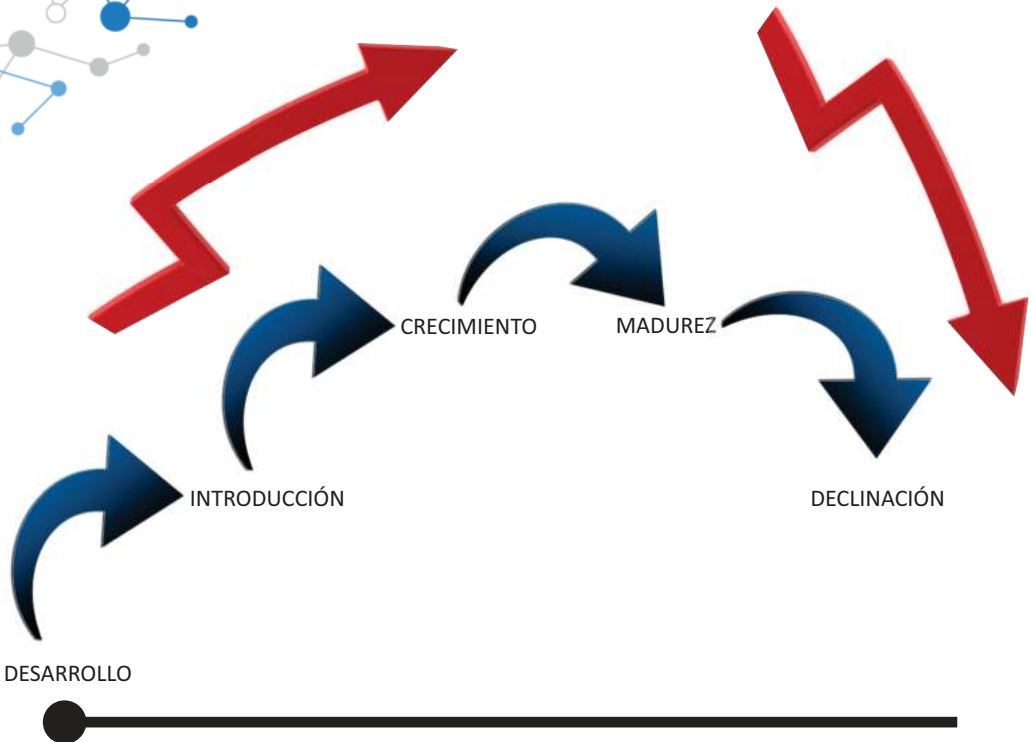 CRECIMIENTO
MADUREZ
INTRODUCCIÓN
DECLINACIÓN
DESARROLLO